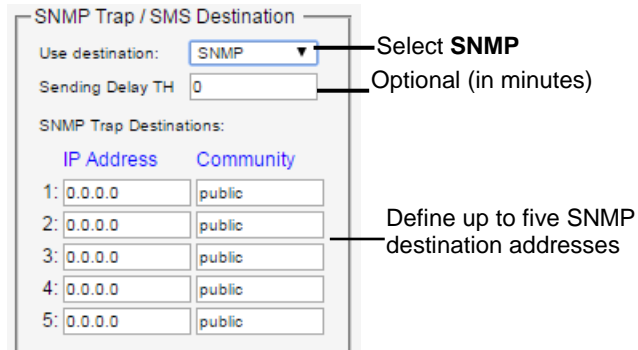 SNMP Trap / SMS Destination
Use destination: SNMP ▼ Select SNMP
Sending Delay TH 0 Optional (in minutes)
SNMP Trap Destinations:
IP Address Community
1: 0.0.0.0 public
2: 0.0.0.0 public
3: 0.0.0.0 public
4: 0.0.0.0 public
5: 0.0.0.0 public
Define up to five SNMP
destination addresses